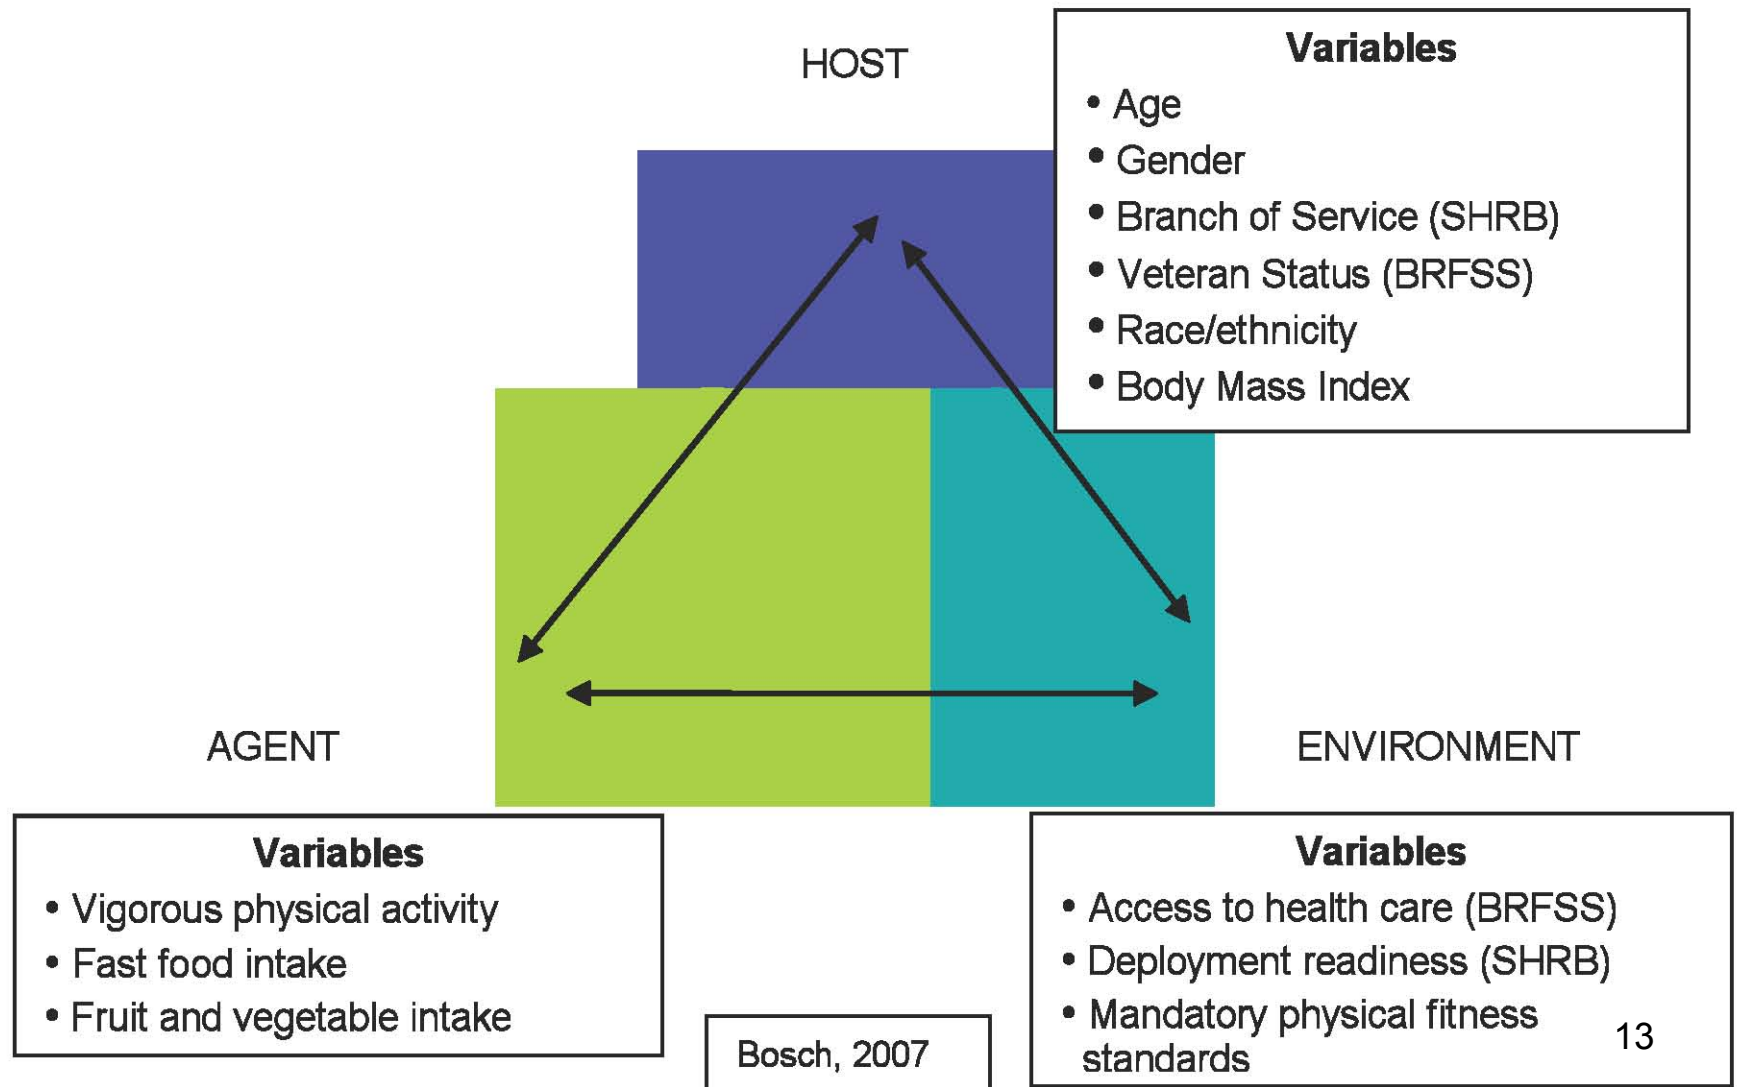 HOST
Variables
• Age
• Gender
• Branch of Service (SHRB)
• Veteran Status (BRFSS)
• Race/ethnicity
• Body Mass Index
AGENT
ENVIRONMENT
Variables
• Vigorous physical activity
• Fast food intake
• Fruit and vegetable intake
Variables
• Access to health care (BRFSS)
• Deployment readiness (SHRB)
• Mandatory physical fitness
standards
Bosch, 2007
13